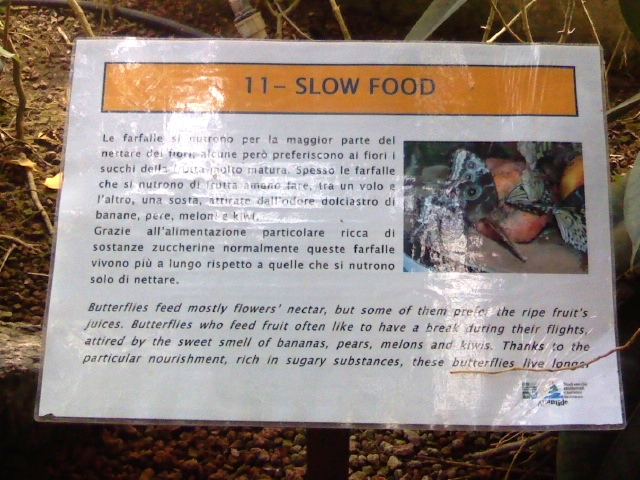 11- SLOW FOOD
Le farfalle si nutrono per la maggior parte del
nertare dei fiori, alcune però preferiscono ai fiori i
succhi della frutta molto matura. Spesso le farfalle
che si nutrono di frutta amano fare, tra un volo e
l'altro, una sosta, attirate dall'odore dolciastro di
banane, pere, meloni e kiwi.
Grazie all'alimentazione particolare ricca di
sostanze zuccherine normalmente queste farfalle
vivono più a lungo rispetto a quelle che si nutrono
solo di nettare.
Butterflies feed mostly flowers' nectar, but some of them prefer the ripe fruit's
juices. Butterflies who feed fruit often like to have a break during their flights,
attired by the sweet smell of bananas, pears, melons and kiwis. Thanks to the
particular nourishment, rich in sugary substances, these butterflies live longer